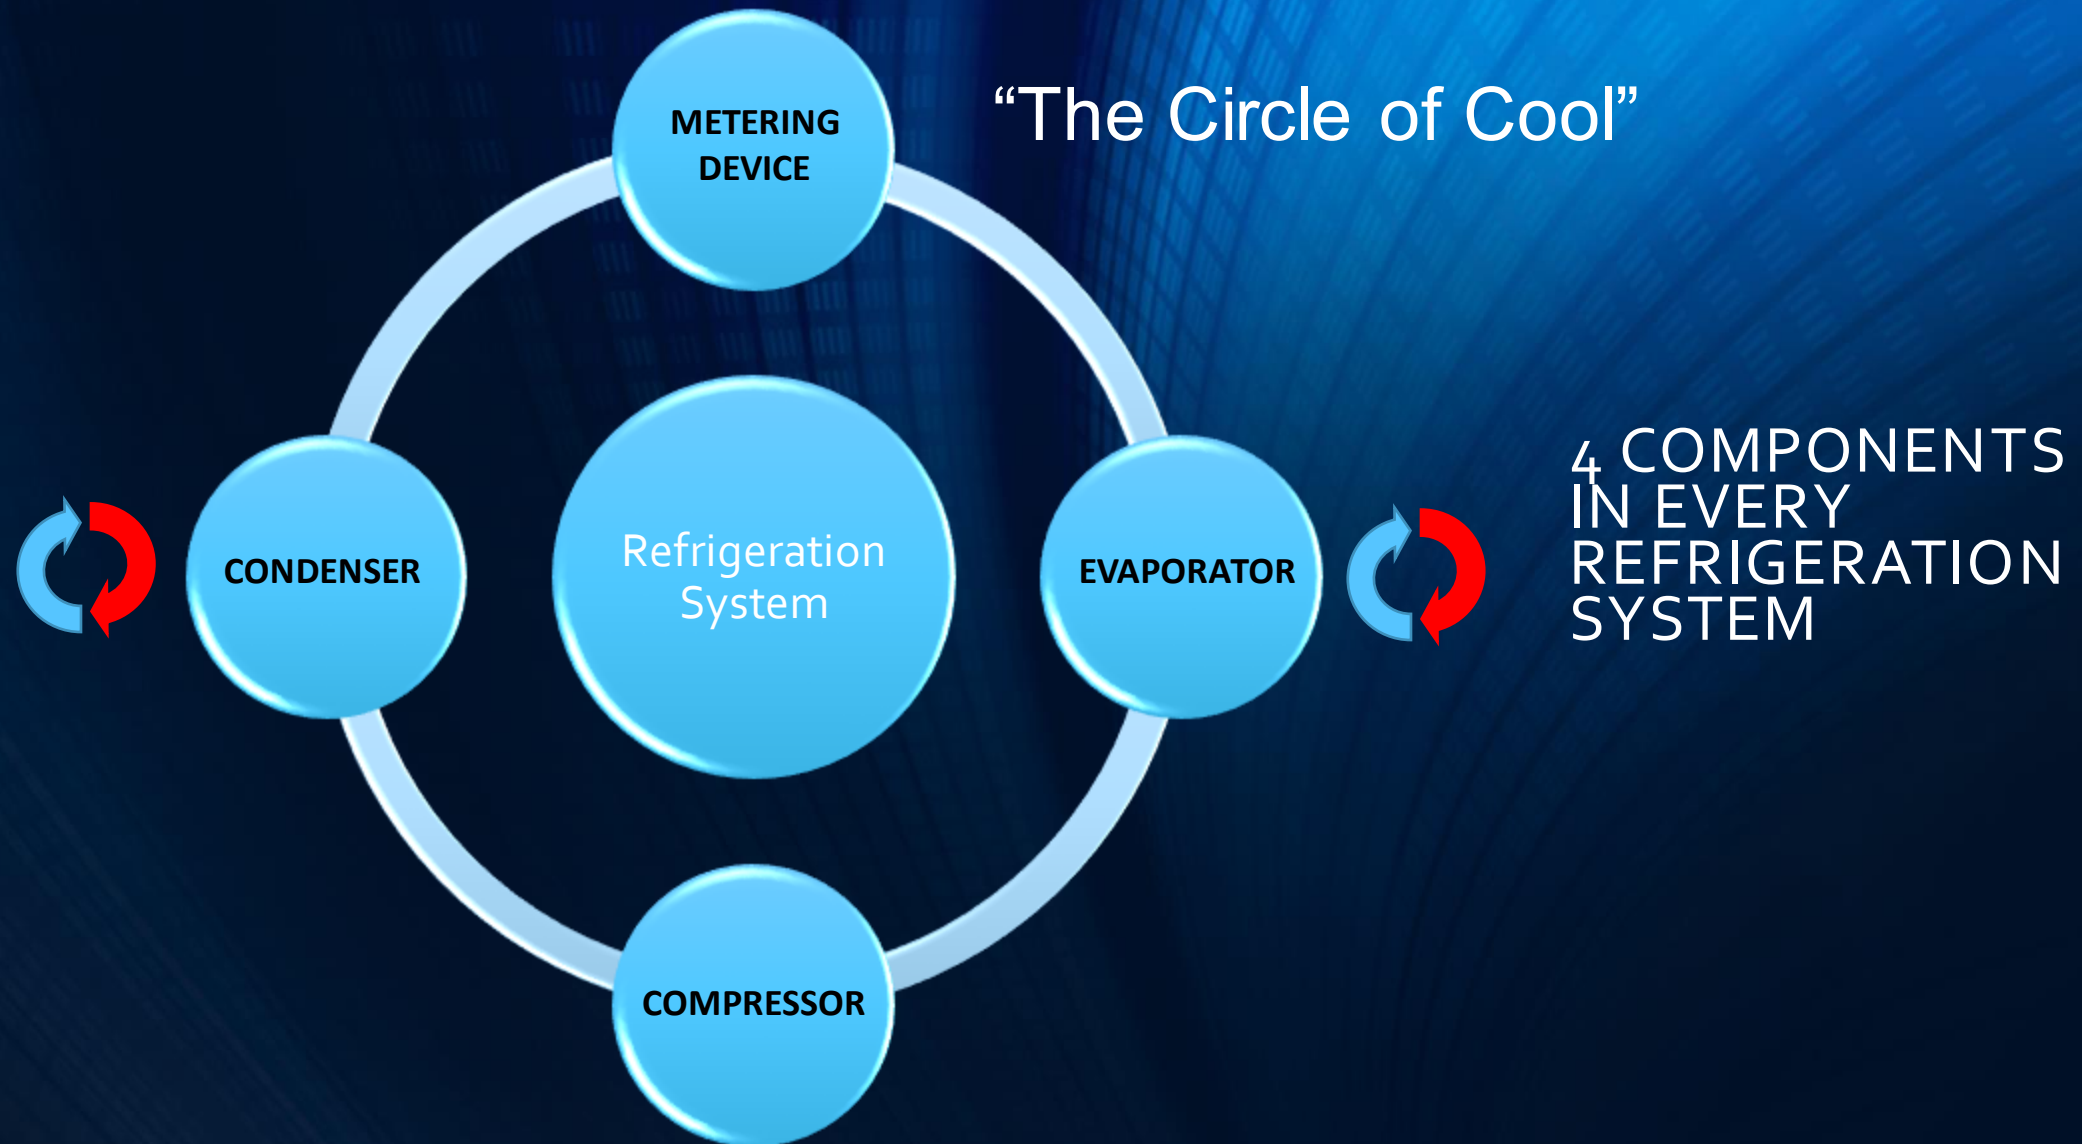 “The Circle of Cool”
METERING
DEVICE
CONDENSER
Refrigeration
System
EVAPORATOR
COMPRESSOR
4 COMPONENTS
IN EVERY
REFRIGERATION
SYSTEM